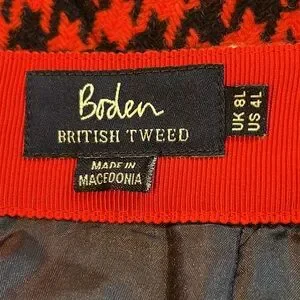 Boden
BRITISH TWEED
UK 8L
US 4L
MADE IN
MACEDONIA